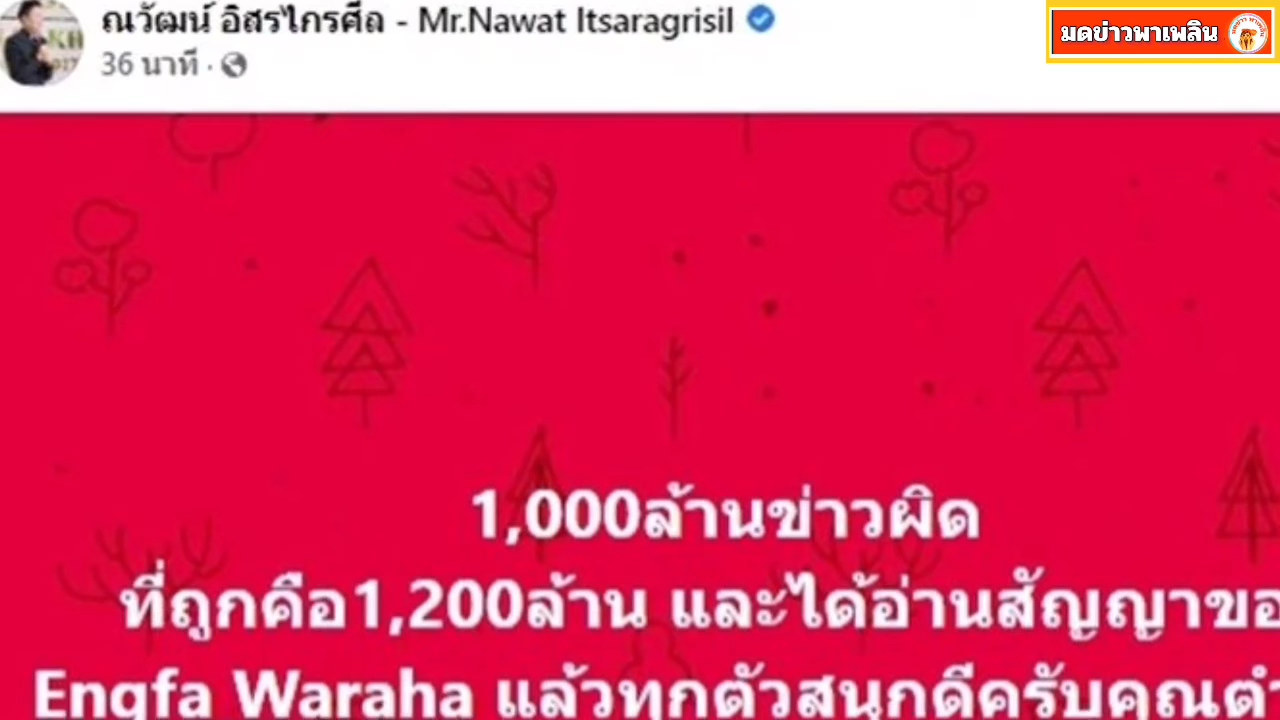 ณวัฒน์ อิสรไกรศีล - Mr.Nawat Itsaragrisil
มดข่าวพาเพลิน
36 นาที ·
1,000ล้านข่าวผิด
ที่ถูกคือ1,200ล้าน และได้อ่านสัญญาขอ
Engfa Waraha แล้วทุกตัวสนุกดีครับคุณตำ